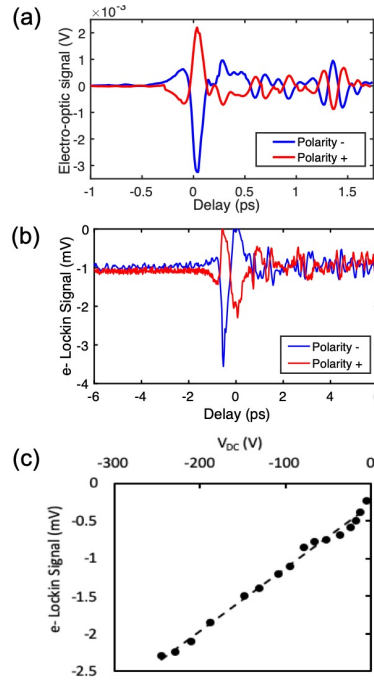 (a)
×10⁻³
Electro-optic signal (V)
2
1
0
-1
-2
-3
Polarity -
Polarity +
-1
-0.5
0
0.5
1
1.5
Delay (ps)
(b)
e- Lockin Signal (mV)
0
-1
-2
-3
-4
Polarity -
Polarity +
-6
-4
-2
0
2
4
Delay (ps)
(c)
V_DC (V)
-300
-200
-100
0
e- Lockin Signal (mV)
0
-0.5
-1
-1.5
-2
-2.5